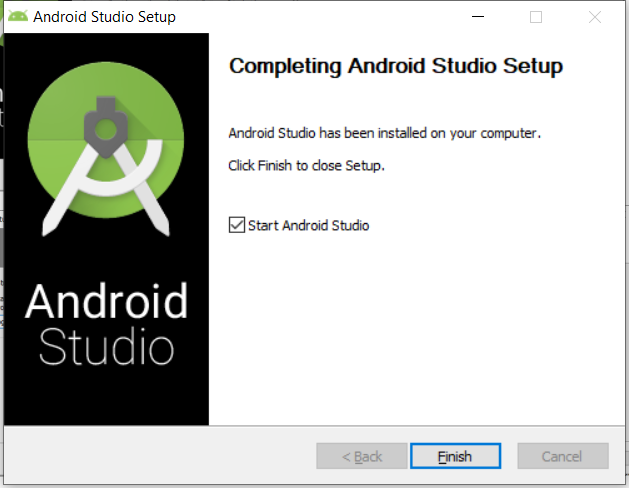 Android Studio Setup
Completing Android Studio Setup
Android Studio has been installed on your computer.
Click Finish to close Setup.
Start Android Studio
Android
Studio
< Back
Finish
Cancel